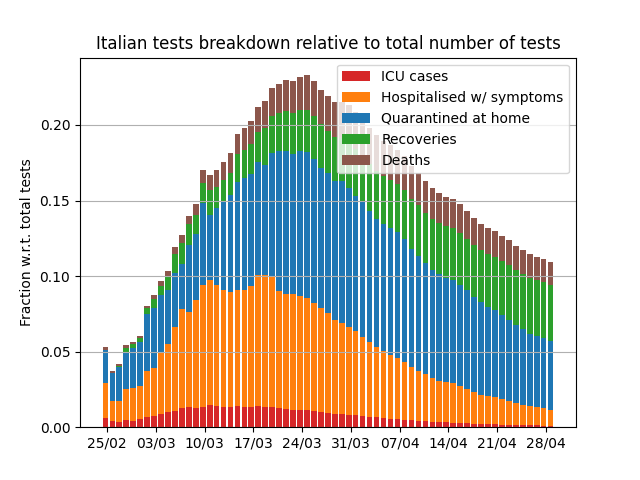 Italian tests breakdown relative to total number of tests
ICU cases
Hospitalised w/ symptoms
Quarantined at home
Recoveries
Deaths
Fraction w.r.t. total tests
0.20
0.15
0.10
0.05
0.00
25/02 03/03 10/03 17/03 24/03 31/03 07/04 14/04 21/04 28/04